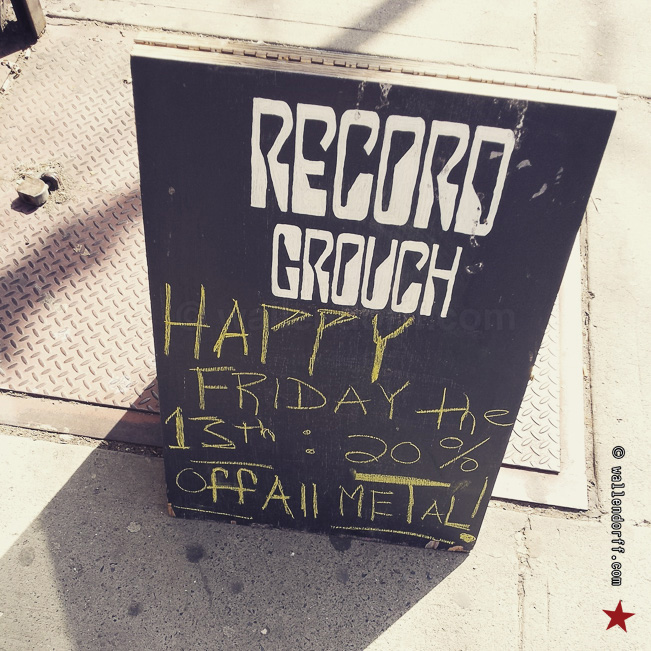 RECORD
GROUCH
HAPPY
FRIDAY the
13th : 20%
Off All METAL!
© wallendorff.com